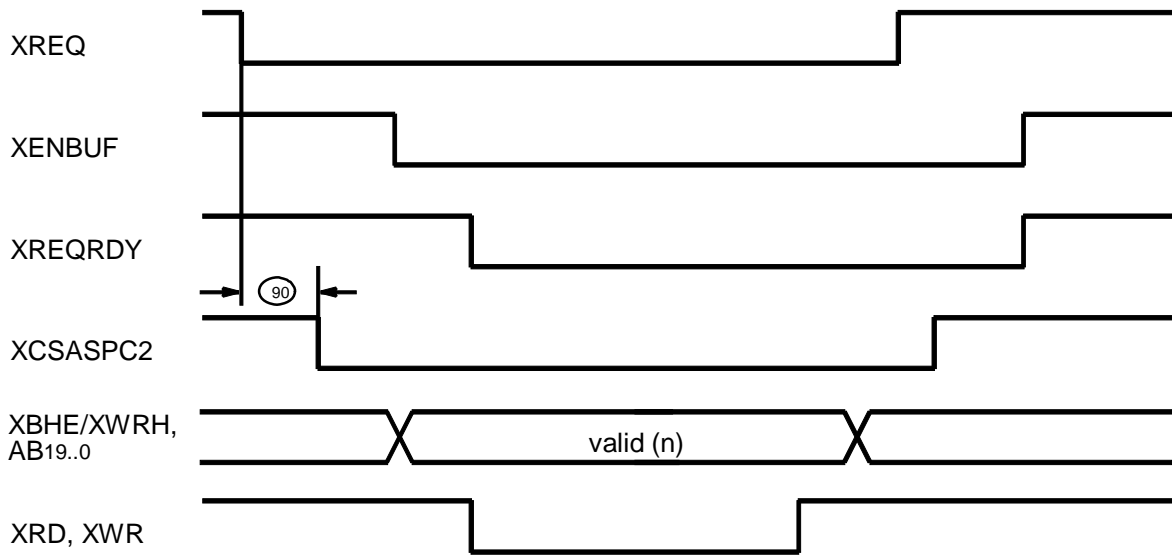 XREQ
XENBUF
XREQRDY
90
XCSASPC2
XBHE/XWRH,
AB19..0
valid (n)
XRD, XWR